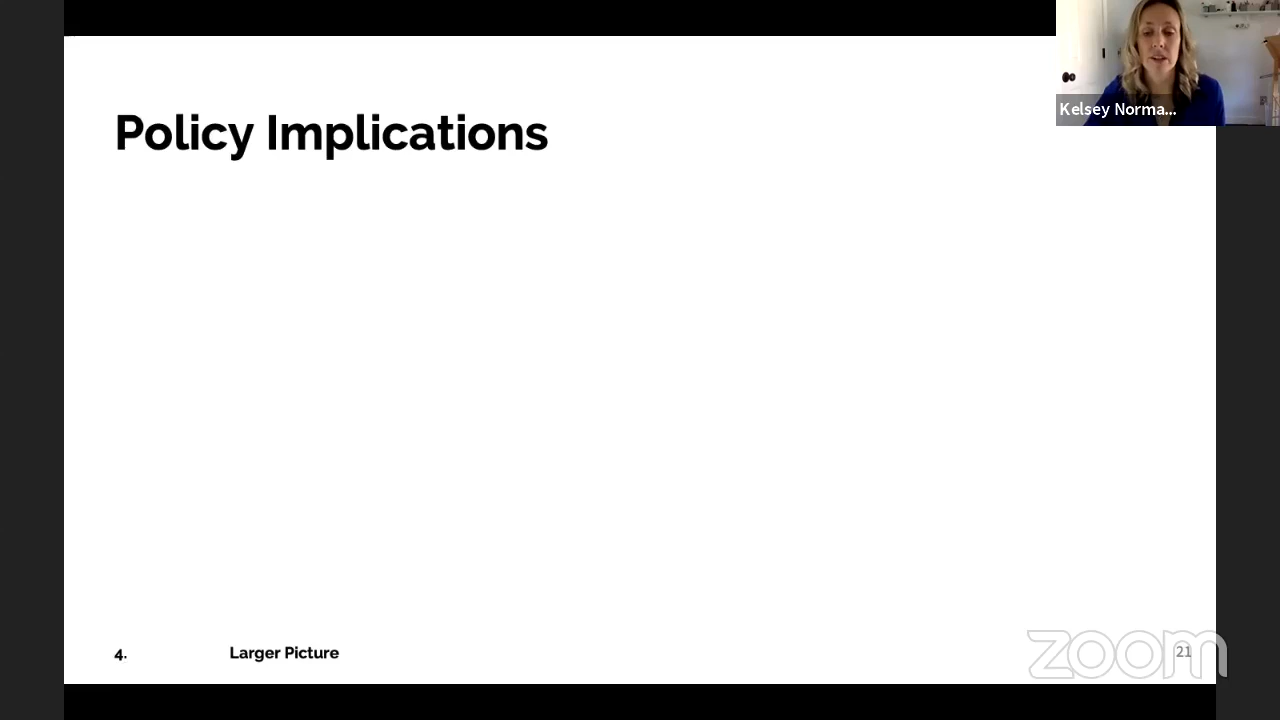 Kelsey Norma...
Policy Implications
4. Larger Picture
21
zoom